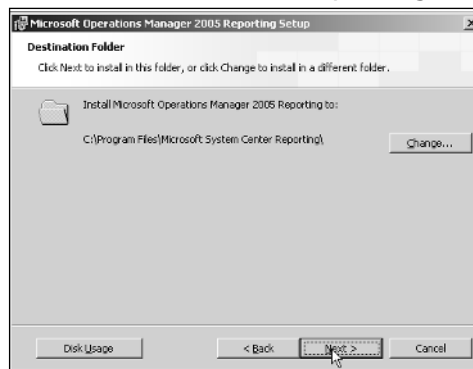 Microsoft Operations Manager 2005 Reporting Setup
Destination Folder
Click Next to install in this folder, or click Change to install in a different folder.
Install Microsoft Operations Manager 2005 Reporting to:
C:\Program Files\Microsoft System Center Reporting\
Change...
Disk Usage
< Back
Next >
Cancel